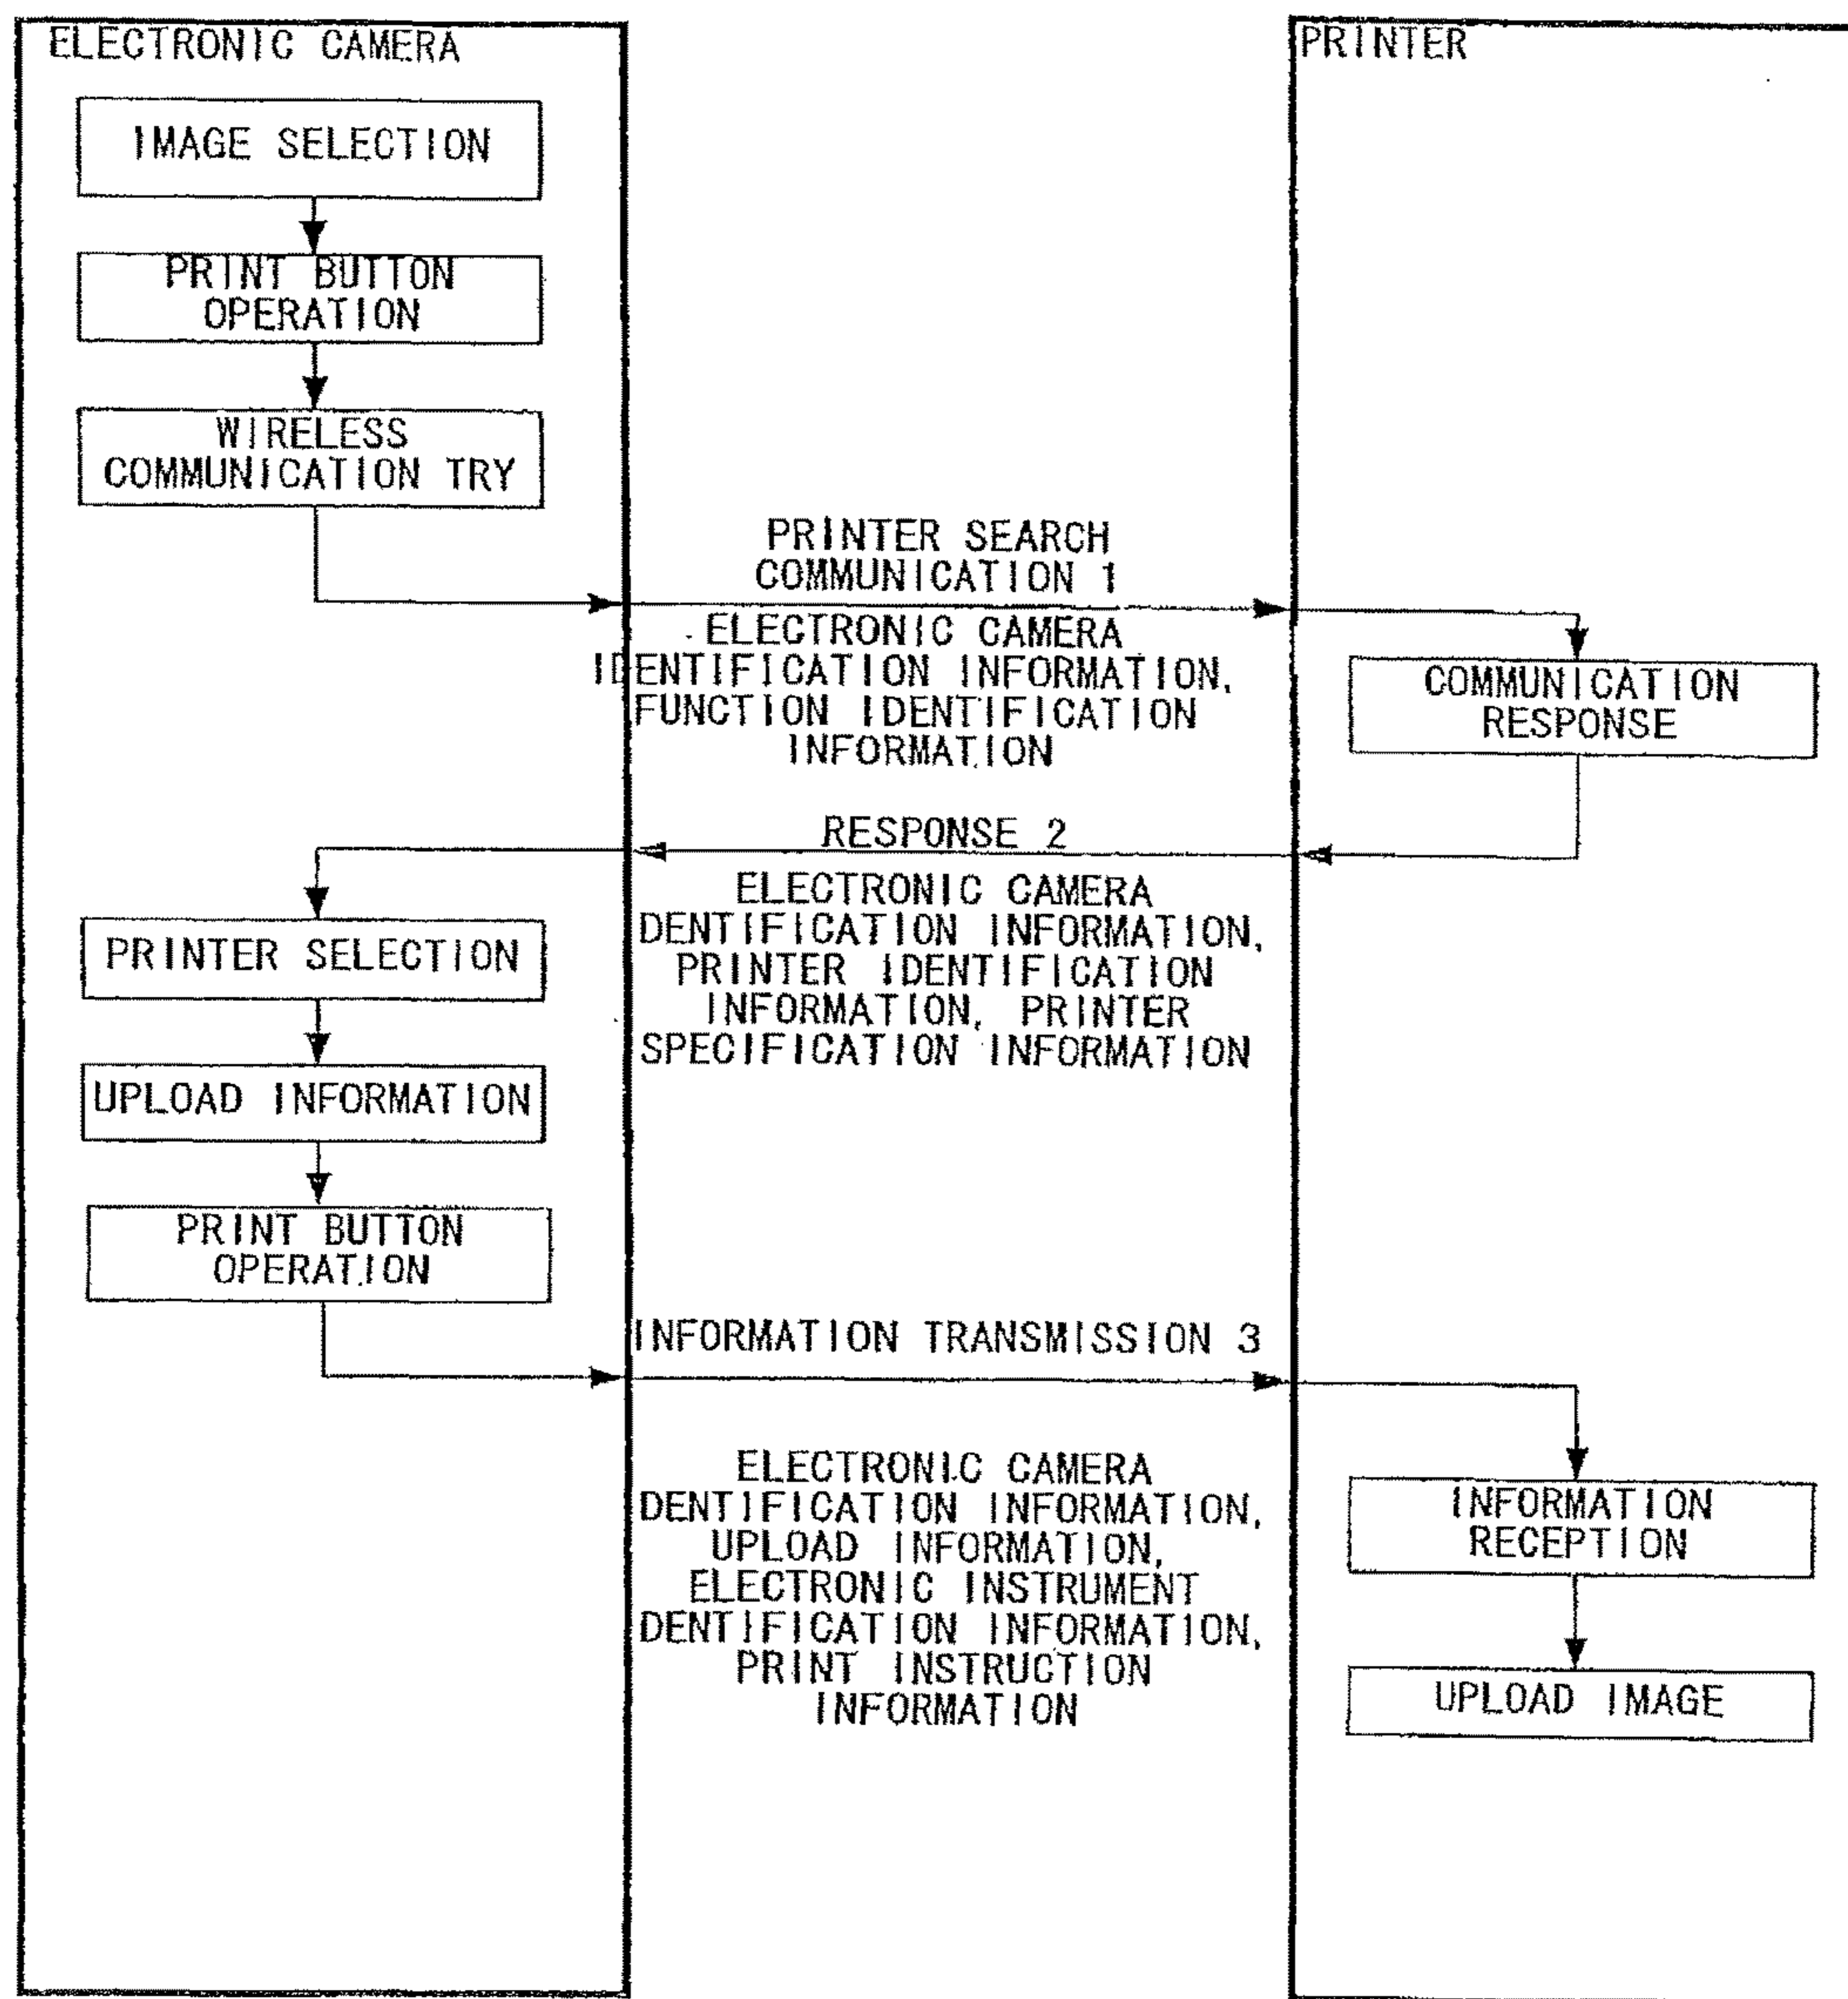 ELECTRONIC CAMERA
PRINTER
IMAGE SELECTION
PRINT BUTTON
OPERATION
WIRELESS
COMMUNICATION TRY
PRINTER SEARCH
COMMUNICATION 1
ELECTRONIC CAMERA
IDENTIFICATION INFORMATION,
FUNCTION IDENTIFICATION
INFORMATION
COMMUNICATION
RESPONSE
RESPONSE 2
ELECTRONIC CAMERA
DENTIFICATION INFORMATION,
PRINTER IDENTIFICATION
INFORMATION, PRINTER
SPECIFICATION INFORMATION
PRINTER SELECTION
UPLOAD INFORMATION
PRINT BUTTON
OPERATION
INFORMATION TRANSMISSION 3
ELECTRONIC CAMERA
DENTIFICATION INFORMATION,
UPLOAD INFORMATION,
ELECTRONIC INSTRUMENT
DENTIFICATION INFORMATION,
PRINT INSTRUCTION
INFORMATION
INFORMATION
RECEPTION
UPLOAD IMAGE